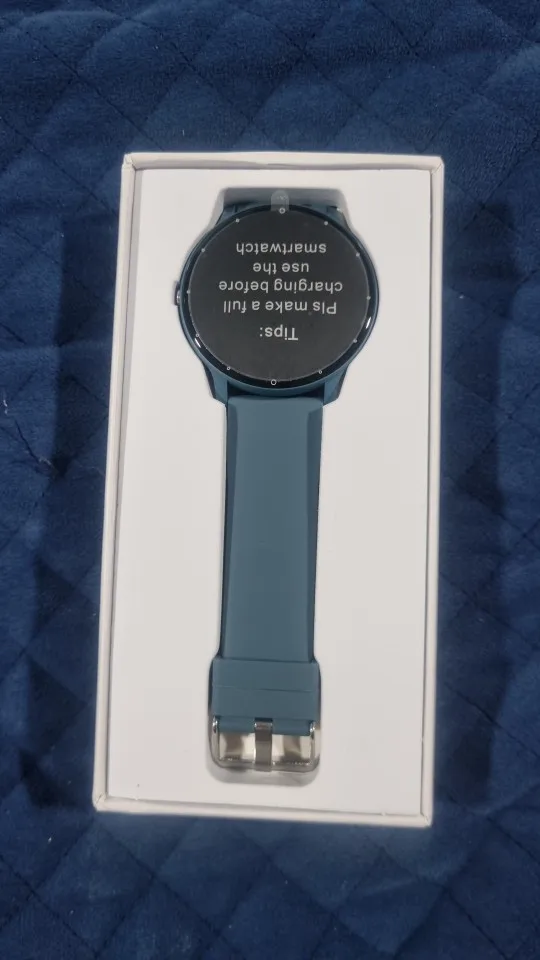 Tips:
Pls make a full
charging before
use the
smartwatch